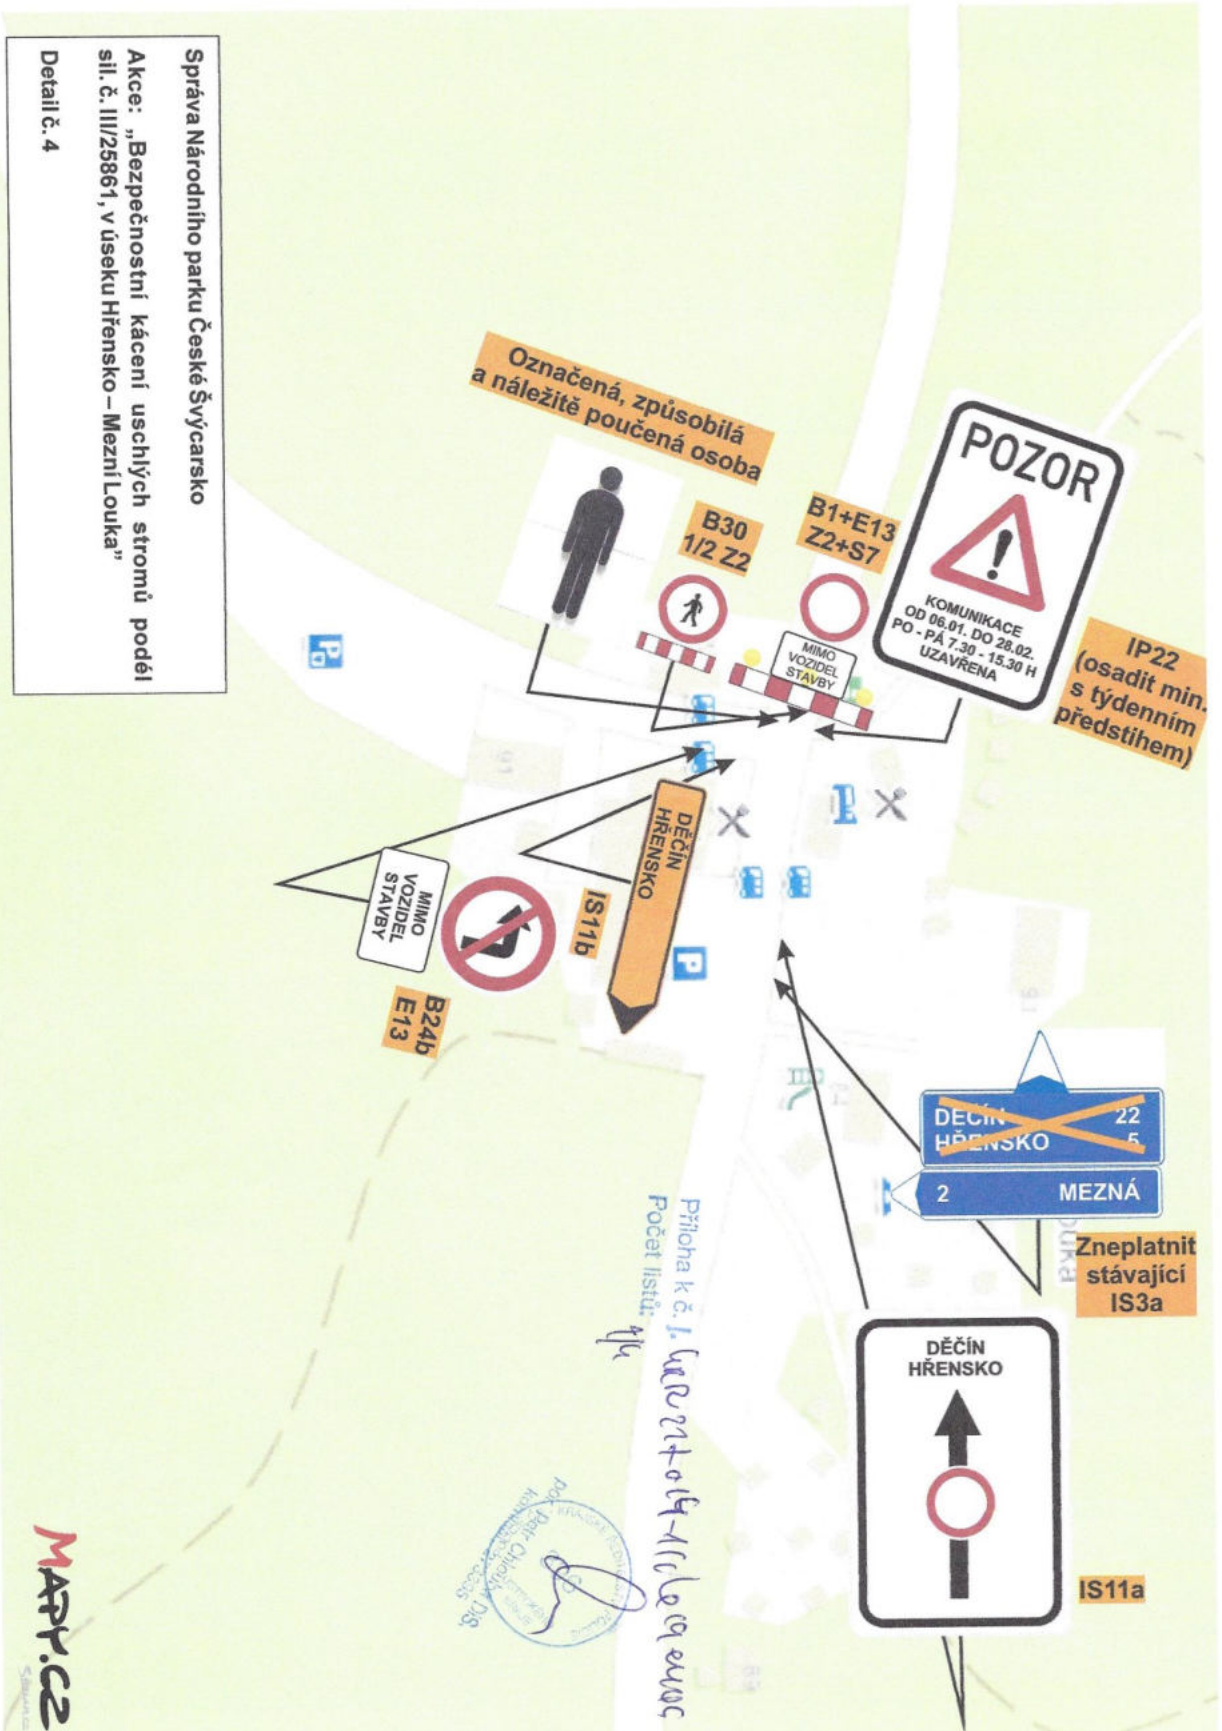 Správa Národního parku České Švýcarsko
Akce: „Bezpečnostní kácení uschlých stromů podél
sil. č. III/25861, v úseku Hřensko – Mezní Louka”
Detail č. 4
Označená, způsobilá
a náležitě poučená osoba
B30
1/2 Z2
B1+E13
Z2+S7
MIMO
VOZIDEL
STAVBY
POZOR
KOMUNIKACE
OD 06.01. DO 28.02.
PO - PÁ 7.30 - 15.30 H
UZAVŘENA
IP22
(osadit min.
s týdenním
předstihem)
DĚČÍN
HŘENSKO
IS11b
MIMO
VOZIDEL
STAVBY
B24b
E13
DĚČÍN 22
HŘENSKO 5
2 MEZNÁ
Zneplatnit
stávající
IS3a
DĚČÍN
HŘENSKO
IS11a
Příloha k č. j.
Počet listů:
Petr
DiS.
MAPY.CZ